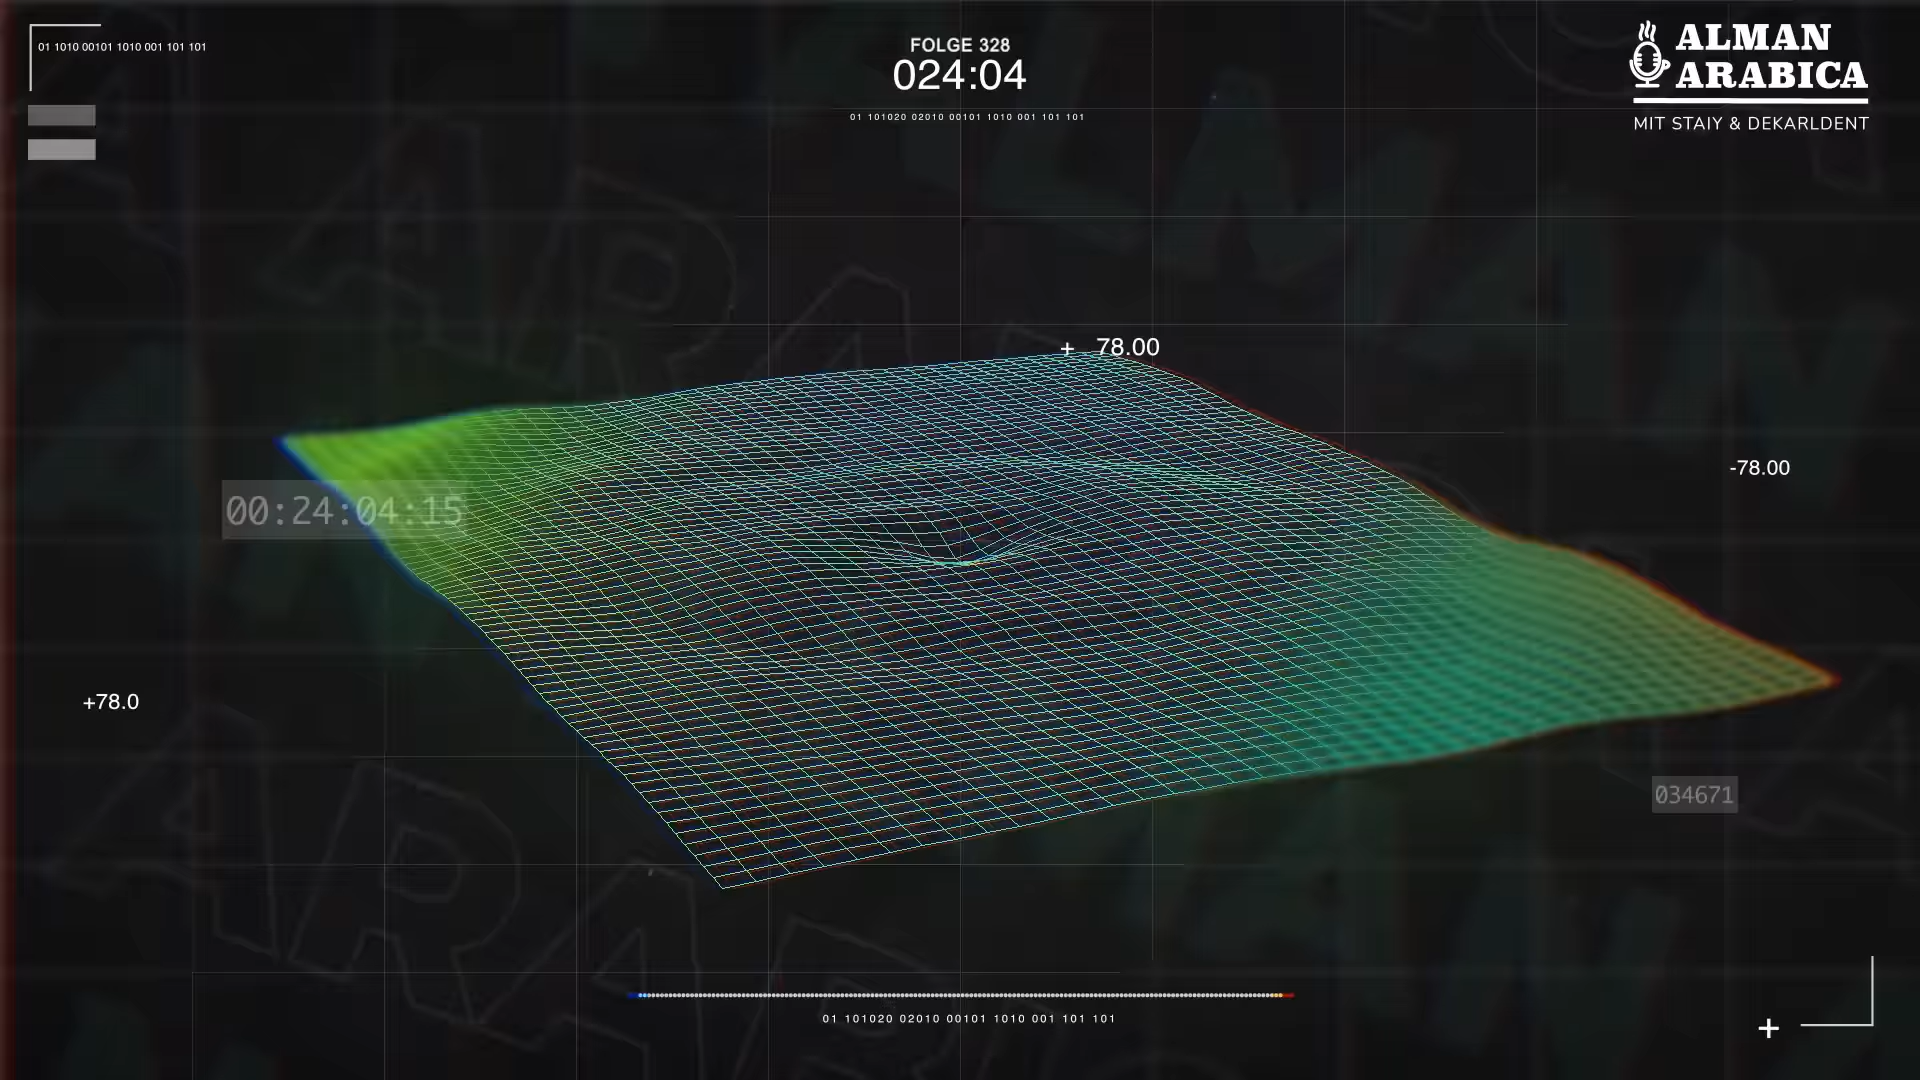 01 1010 00101 1010 001 101 101
FOLGE 328
024:04
01 101020 02010 00101 1010 001 101 101
ALMAN
ARABICA
MIT STAIY & DEKARLDENT
+ 78.00
-78.00
00:24:04:15
+78.0
034671
01 101020 02010 00101 1010 001 101 101
+